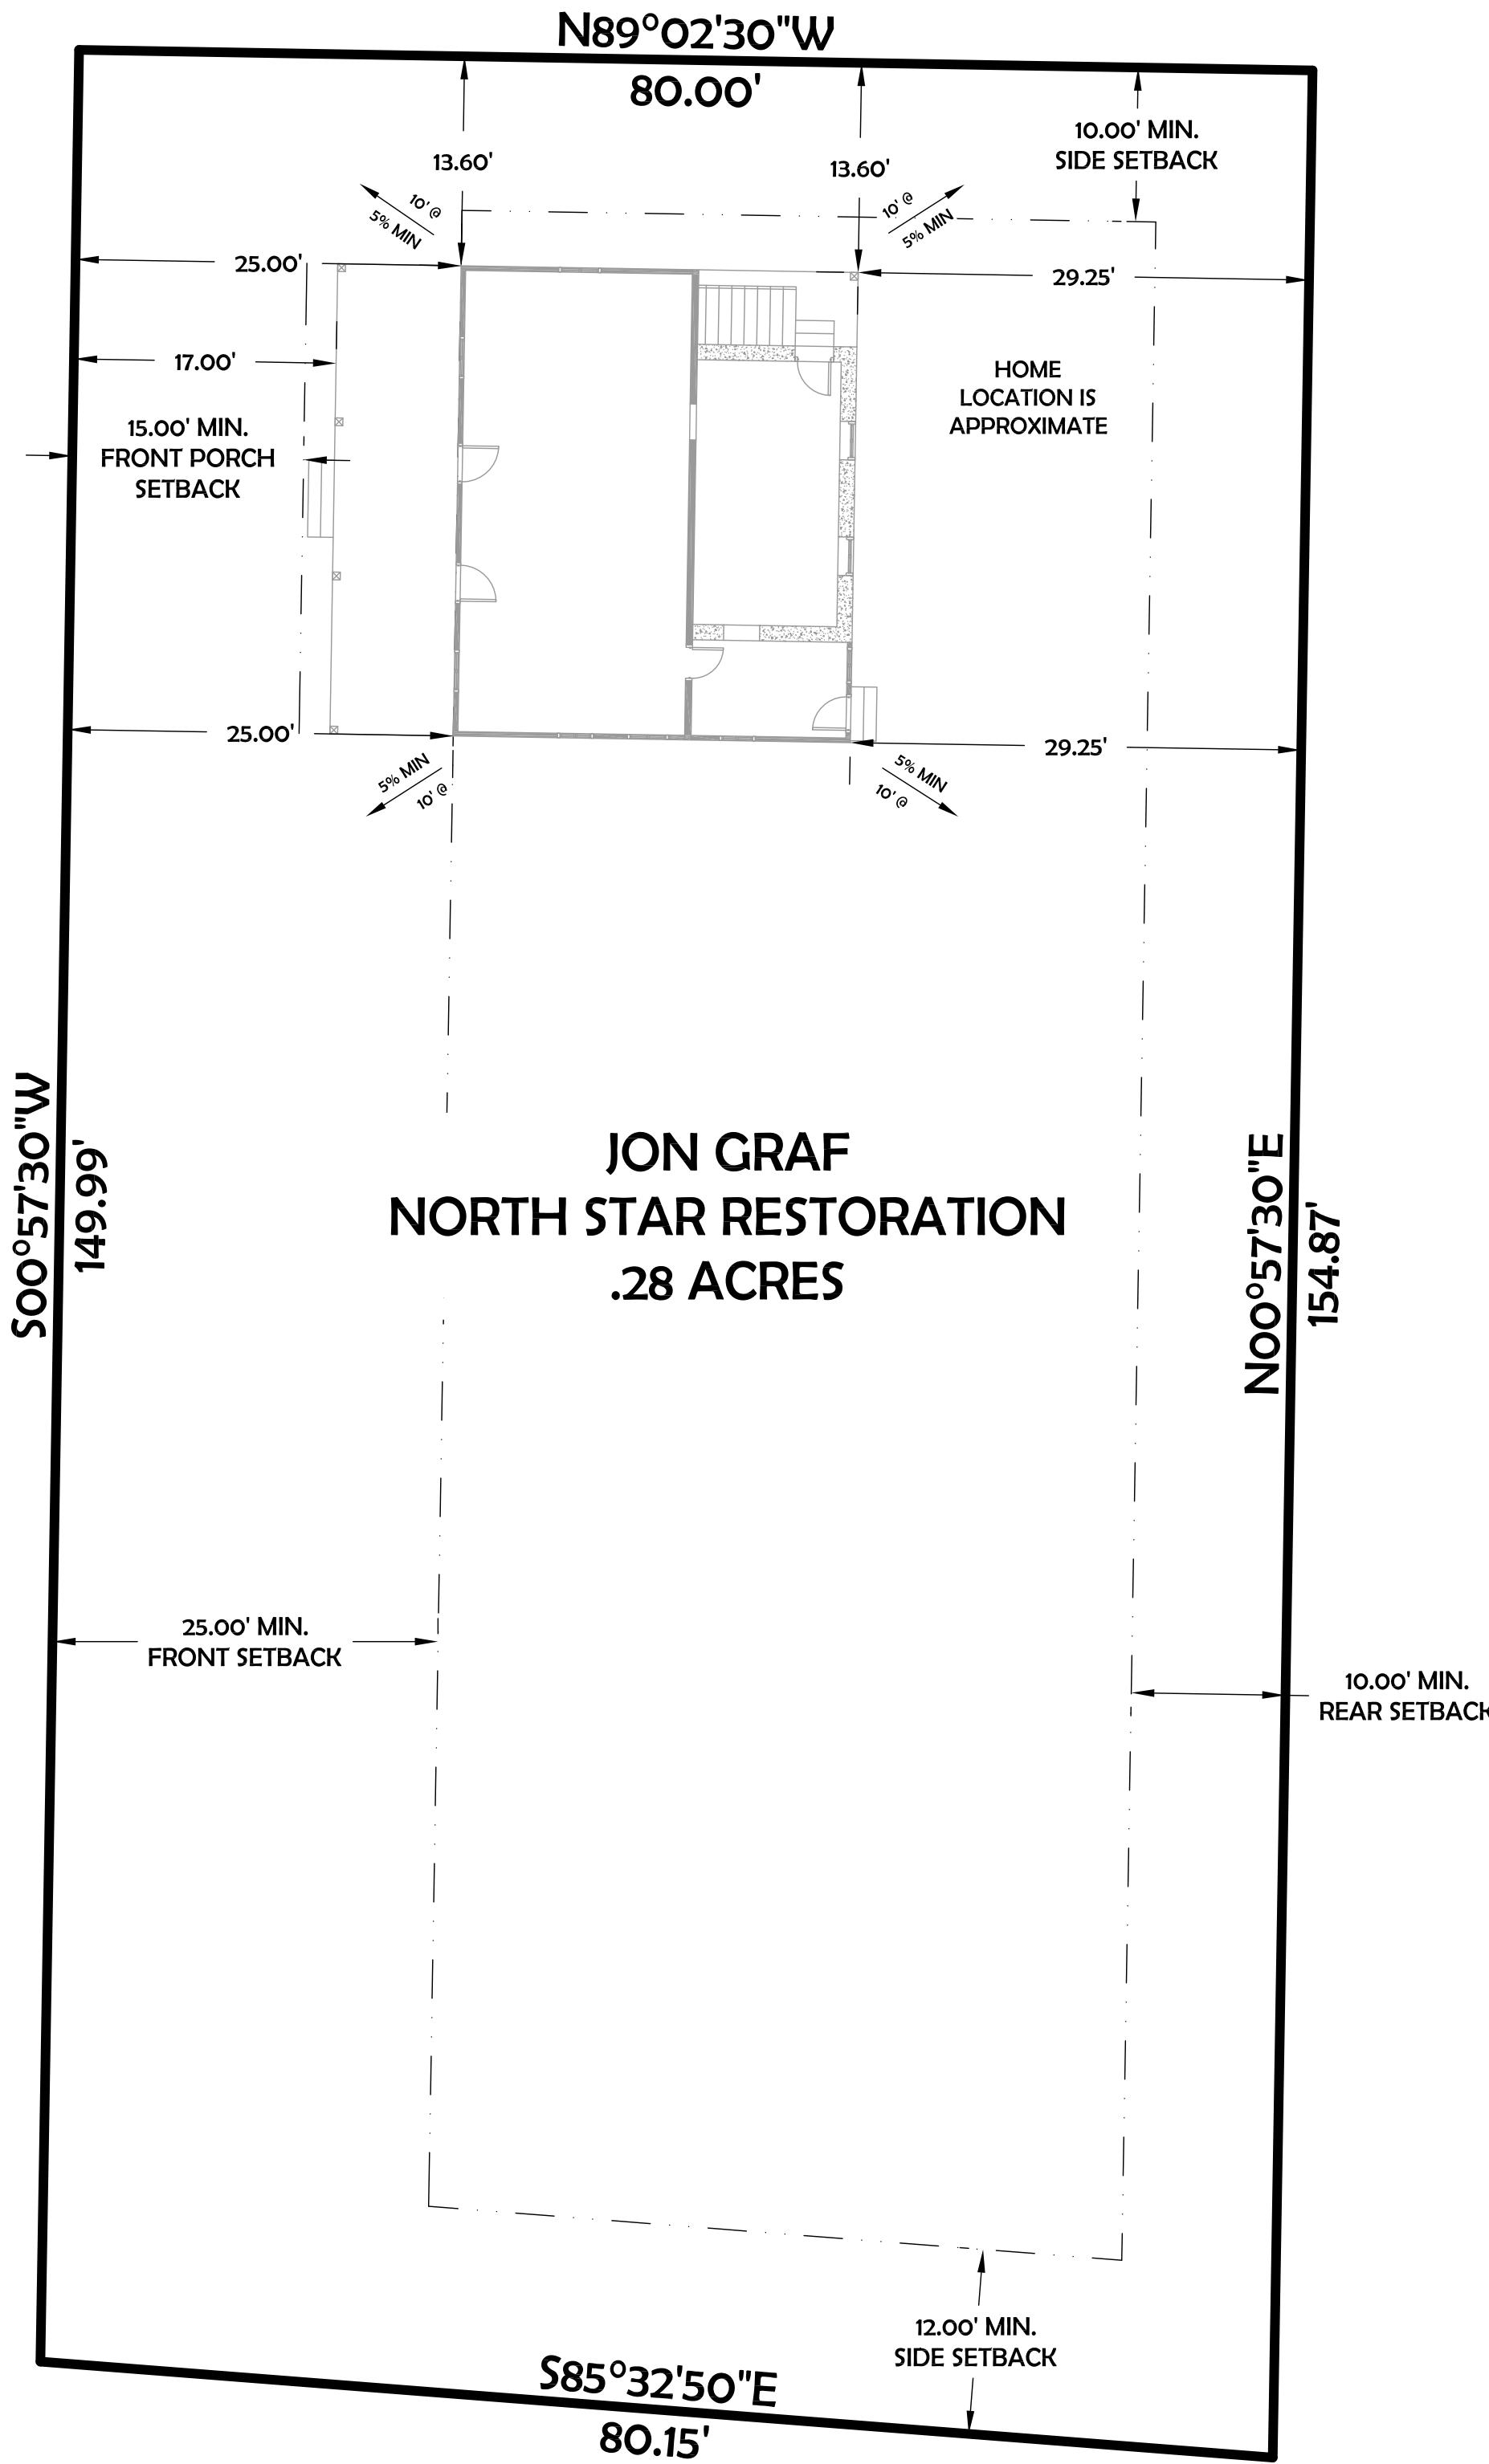 N89°02'30"W
80.00'
10.00' MIN.
SIDE SETBACK
13.60'
13.60'
10' @
5% MIN
10' @
5% MIN
25.00'
29.25'
17.00'
HOME
LOCATION IS
APPROXIMATE
15.00' MIN.
FRONT PORCH
SETBACK
25.00'
29.25'
5% MIN
10' @
5% MIN
10' @
S00°57'30"W
149.99'
JON GRAF
NORTH STAR RESTORATION
.28 ACRES
N00°57'30"E
154.87'
25.00' MIN.
FRONT SETBACK
10.00' MIN.
REAR SETBACK
12.00' MIN.
SIDE SETBACK
S85°32'50"E
80.15'